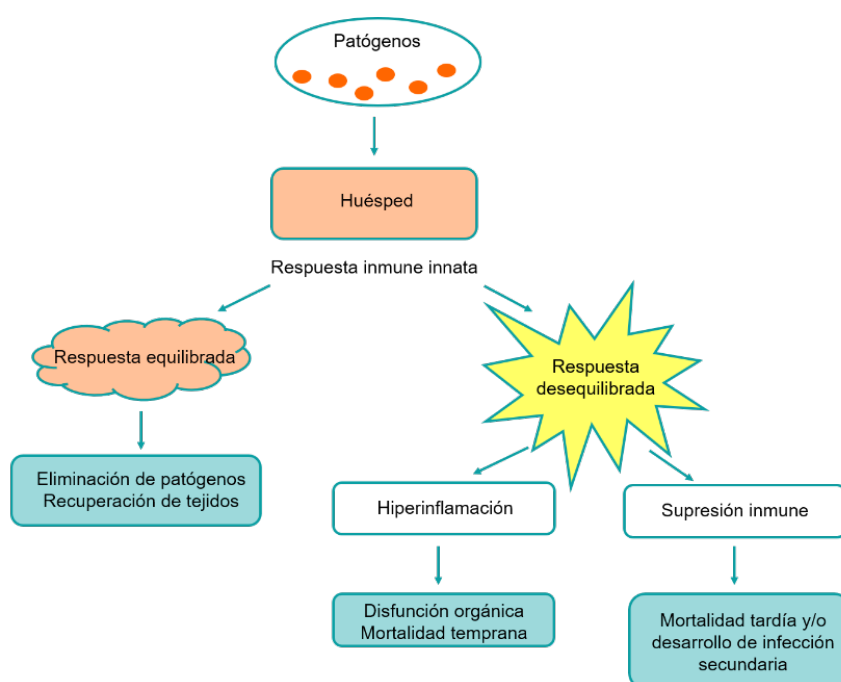 Patógenos
Huésped
Respuesta inmune innata
Respuesta equilibrada
Respuesta
desequilibrada
Eliminación de patógenos
Recuperación de tejidos
Hiperinflamación
Supresión inmune
Disfunción orgánica
Mortalidad temprana
Mortalidad tardía y/o
desarrollo de infección
secundaria